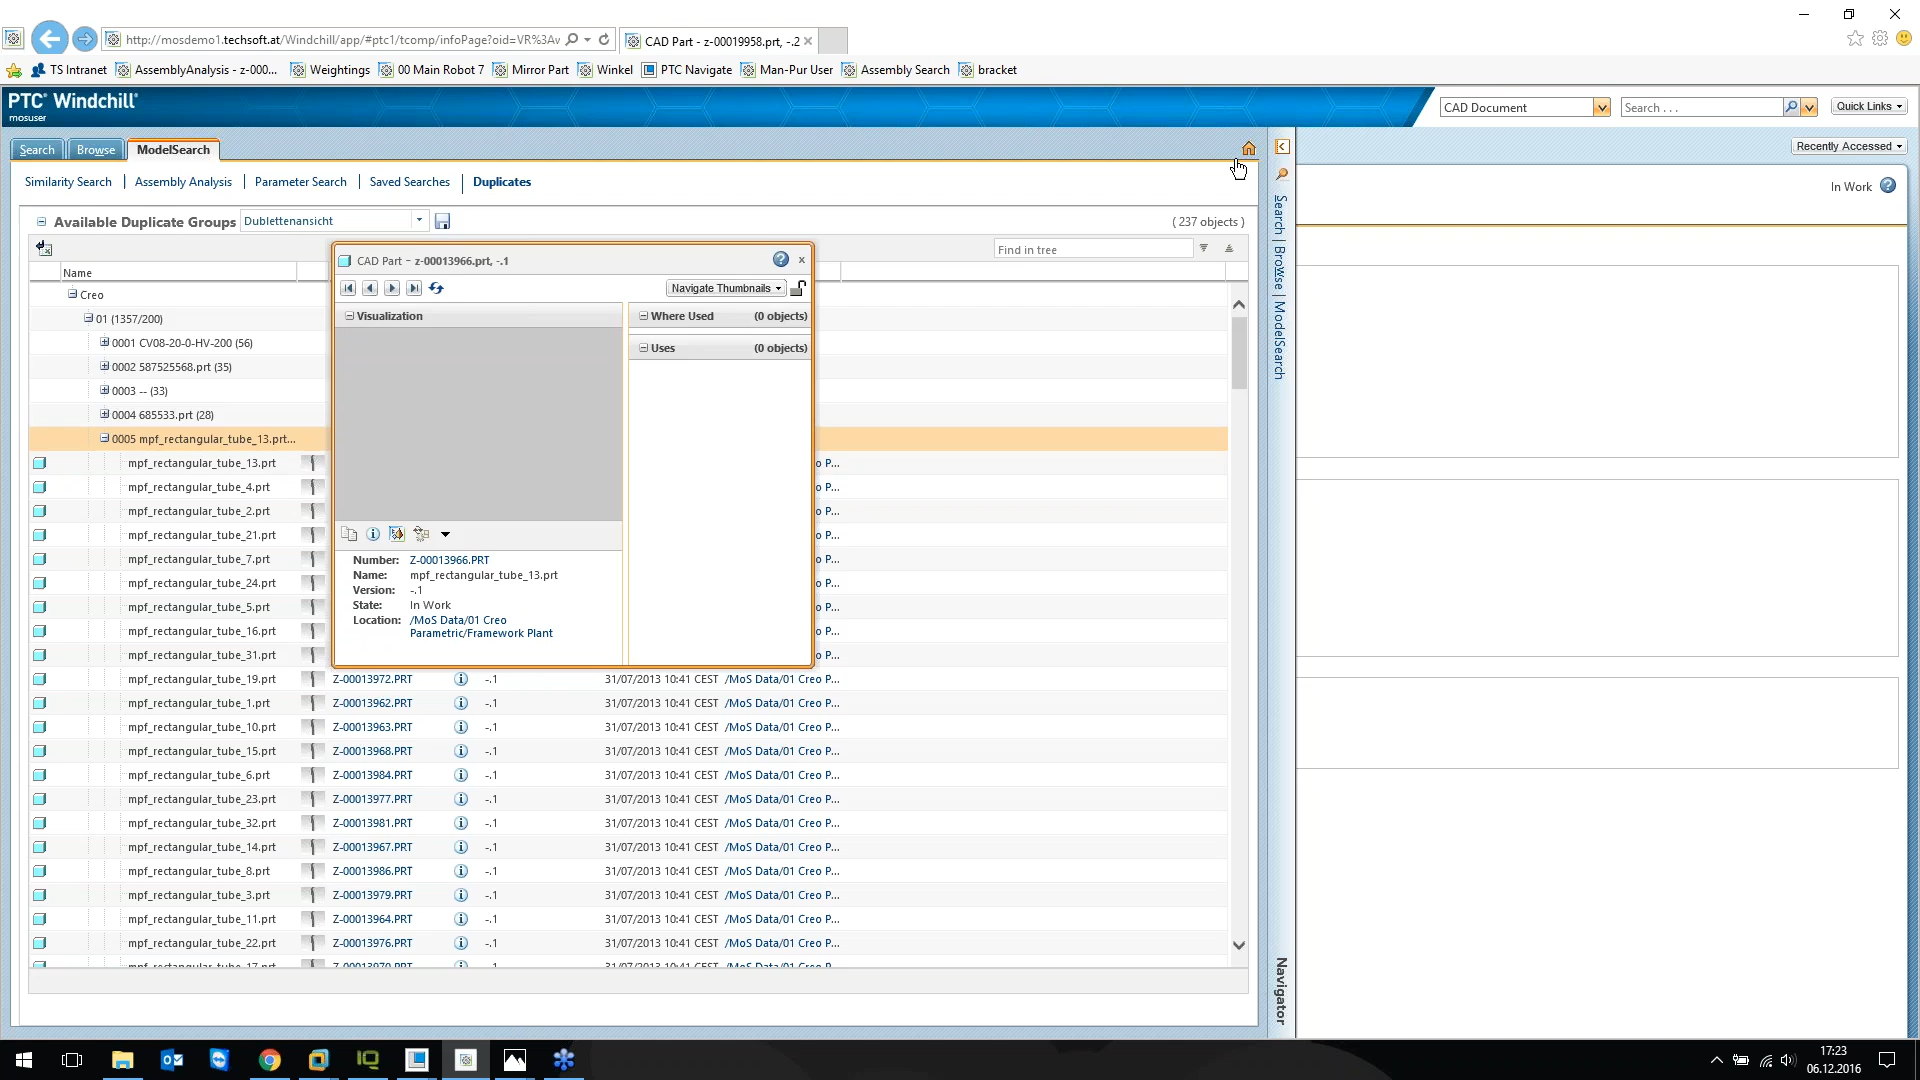 http://mosdemo1.techsoft.at/Windchill/app/#ptc1/tcomp/infoPage?oid=VR%3Av
CAD Part - z-00019958.prt, -.2
TS Intranet
AssemblyAnalysis - z-000...
Weightings
00 Main Robot 7
Mirror Part
Winkel
PTC Navigate
Man-Pur User
Assembly Search
bracket
PTC® Windchill®
mosuser
CAD Document
Search . . .
Quick Links
Search
Browse
ModelSearch
Recently Accessed
Similarity Search
Assembly Analysis
Parameter Search
Saved Searches
Duplicates
In Work
Available Duplicate Groups
Dublettenansicht
( 237 objects )
Find in tree
Name
Creo
01 (1357/200)
0001 CV08-20-0-HV-200 (56)
0002 587525568.prt (35)
0003 -- (33)
0004 685533.prt (28)
0005 mpf_rectangular_tube_13.prt...
CAD Part - z-00013966.prt, -.1
Navigate Thumbnails
Visualization
Where Used (0 objects)
Uses (0 objects)
Number: Z-00013966.PRT
Name: mpf_rectangular_tube_13.prt
Version: -.1
State: In Work
Location: /MoS Data/01 Creo
Parametric/Framework Plant
mpf_rectangular_tube_13.prt o P...
mpf_rectangular_tube_4.prt o P...
mpf_rectangular_tube_2.prt o P...
mpf_rectangular_tube_21.prt o P...
mpf_rectangular_tube_7.prt o P...
mpf_rectangular_tube_24.prt o P...
mpf_rectangular_tube_5.prt o P...
mpf_rectangular_tube_16.prt o P...
mpf_rectangular_tube_31.prt o P...
mpf_rectangular_tube_19.prt Z-00013972.PRT -.1 31/07/2013 10:41 CEST /MoS Data/01 Creo P...
mpf_rectangular_tube_1.prt Z-00013962.PRT -.1 31/07/2013 10:41 CEST /MoS Data/01 Creo P...
mpf_rectangular_tube_10.prt Z-00013963.PRT -.1 31/07/2013 10:41 CEST /MoS Data/01 Creo P...
mpf_rectangular_tube_15.prt Z-00013968.PRT -.1 31/07/2013 10:41 CEST /MoS Data/01 Creo P...
mpf_rectangular_tube_6.prt Z-00013984.PRT -.1 31/07/2013 10:41 CEST /MoS Data/01 Creo P...
mpf_rectangular_tube_23.prt Z-00013977.PRT -.1 31/07/2013 10:41 CEST /MoS Data/01 Creo P...
mpf_rectangular_tube_32.prt Z-00013981.PRT -.1 31/07/2013 10:41 CEST /MoS Data/01 Creo P...
mpf_rectangular_tube_14.prt Z-00013967.PRT -.1 31/07/2013 10:41 CEST /MoS Data/01 Creo P...
mpf_rectangular_tube_8.prt Z-00013986.PRT -.1 31/07/2013 10:41 CEST /MoS Data/01 Creo P...
mpf_rectangular_tube_3.prt Z-00013979.PRT -.1 31/07/2013 10:41 CEST /MoS Data/01 Creo P...
mpf_rectangular_tube_11.prt Z-00013964.PRT -.1 31/07/2013 10:41 CEST /MoS Data/01 Creo P...
mpf_rectangular_tube_22.prt Z-00013976.PRT -.1 31/07/2013 10:41 CEST /MoS Data/01 Creo P...
Search | Browse | ModelSearch
Navigator
17:23
06.12.2016